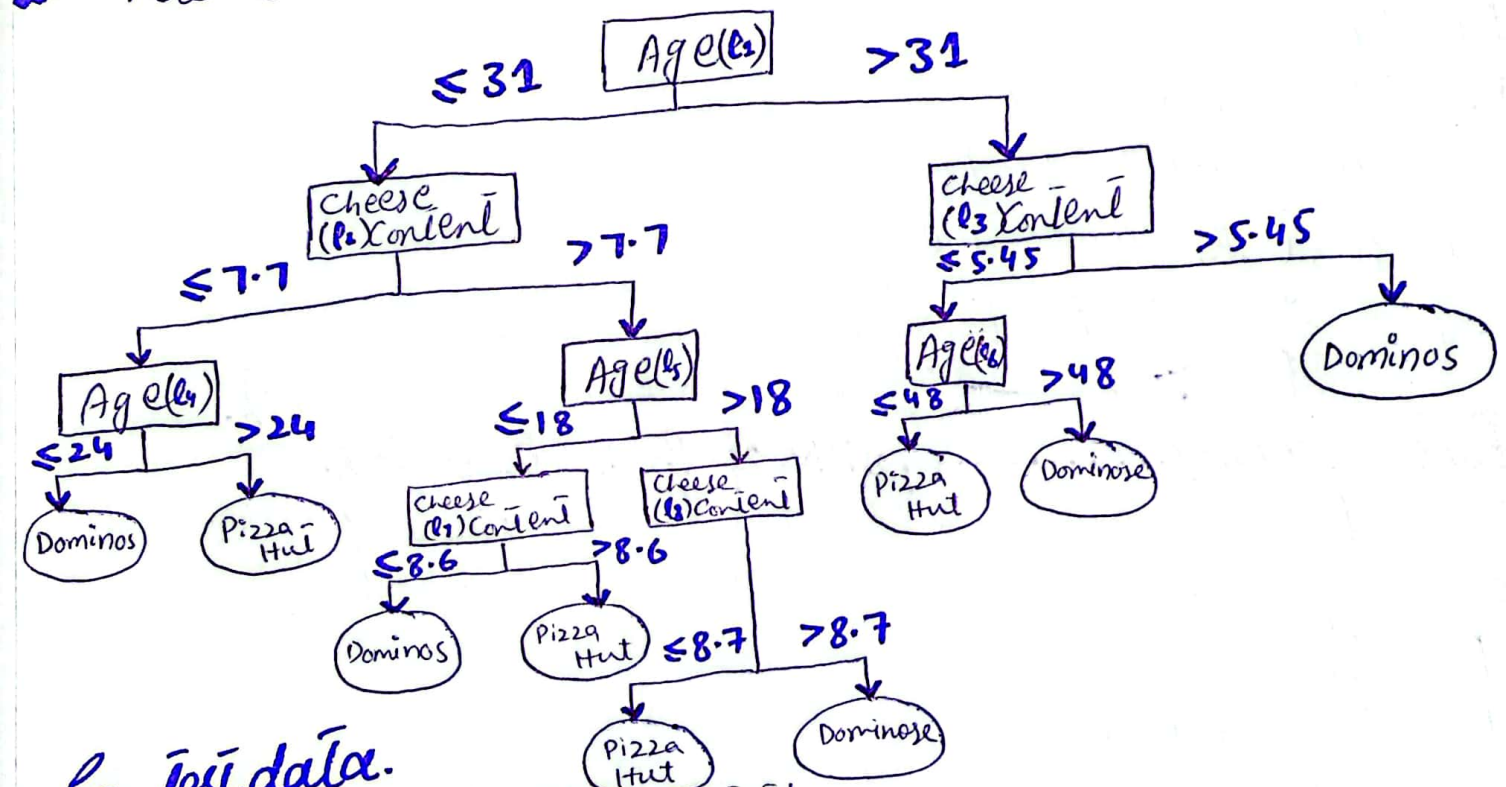 Age(l1)
≤ 31
>31
Cheese
(l2)Content
Cheese
(l3)Content
≤7.7
>7.7
≤ 5.45
>5.45
Age(l4)
Age(l5)
Age(l6)
Dominos
≤24
>24
≤18
>18
≤48
>48
Dominos
Pizza-
Hut
Cheese
(l7)Content
Cheese
(l8)Content
Pizza
Hut
Dominose
≤8.6
>8.6
Dominos
Pizza
Hut
≤8.7
>8.7
Pizza
Hut
Dominose
data.